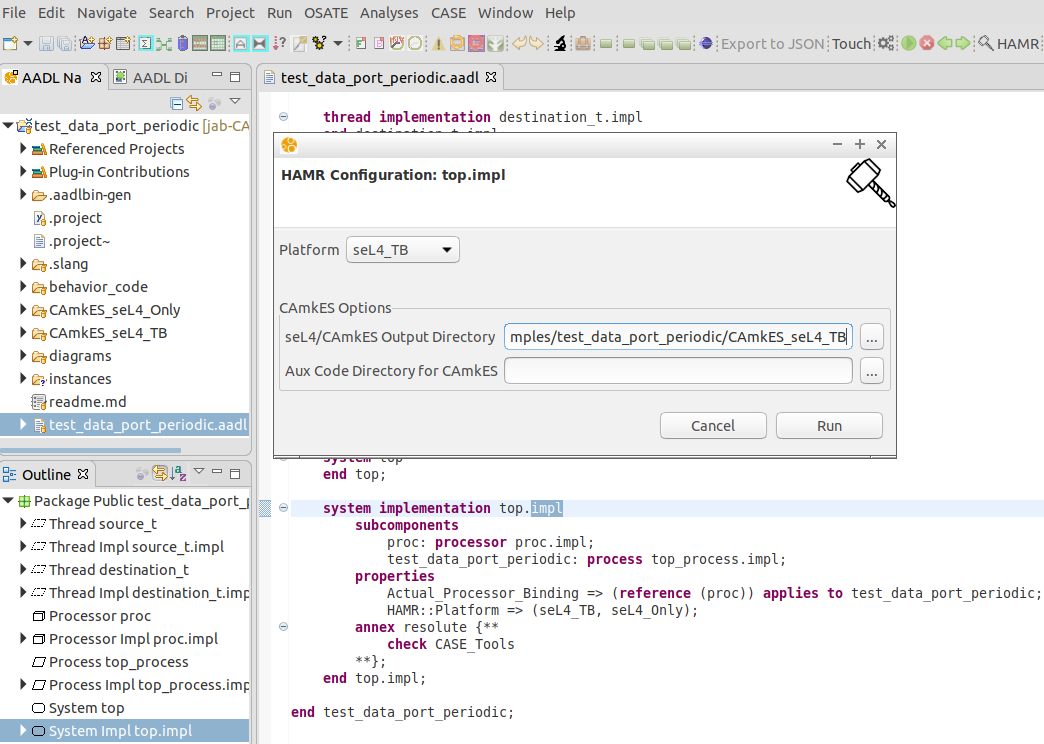 File Edit Navigate Search Project Run OSATE Analyses CASE Window Help
Export to JSON Touch HAMR
AADL Na
AADL Di
test_data_port_periodic [jab-CA
Referenced Projects
Plug-in Contributions
.aadlbin-gen
.project
.project~
.slang
behavior_code
CAmkES_seL4_Only
CAmkES_seL4_TB
diagrams
instances
readme.md
test_data_port_periodic.aadl
Outline
Package Public test_data_port_p
Thread source_t
Thread Impl source_t.impl
Thread destination_t
Thread Impl destination_t.imp
Processor proc
Processor Impl proc.impl
Process top_process
Process Impl top_process.imp
System top
System Impl top.impl
test_data_port_periodic.aadl
thread implementation destination_t.impl
end destination_t.impl
HAMR Configuration: top.impl
Platform seL4_TB
CAmkES Options
seL4/CAmkES Output Directory mples/test_data_port_periodic/CAmkES_seL4_TB ...
Aux Code Directory for CAmkES ...
Cancel Run
system top
end top;
system implementation top.impl
subcomponents
proc: processor proc.impl;
test_data_port_periodic: process top_process.impl;
properties
Actual_Processor_Binding => (reference (proc)) applies to test_data_port_periodic;
HAMR::Platform => (seL4_TB, seL4_Only);
annex resolute {**
check CASE_Tools
**};
end top.impl;
end test_data_port_periodic;